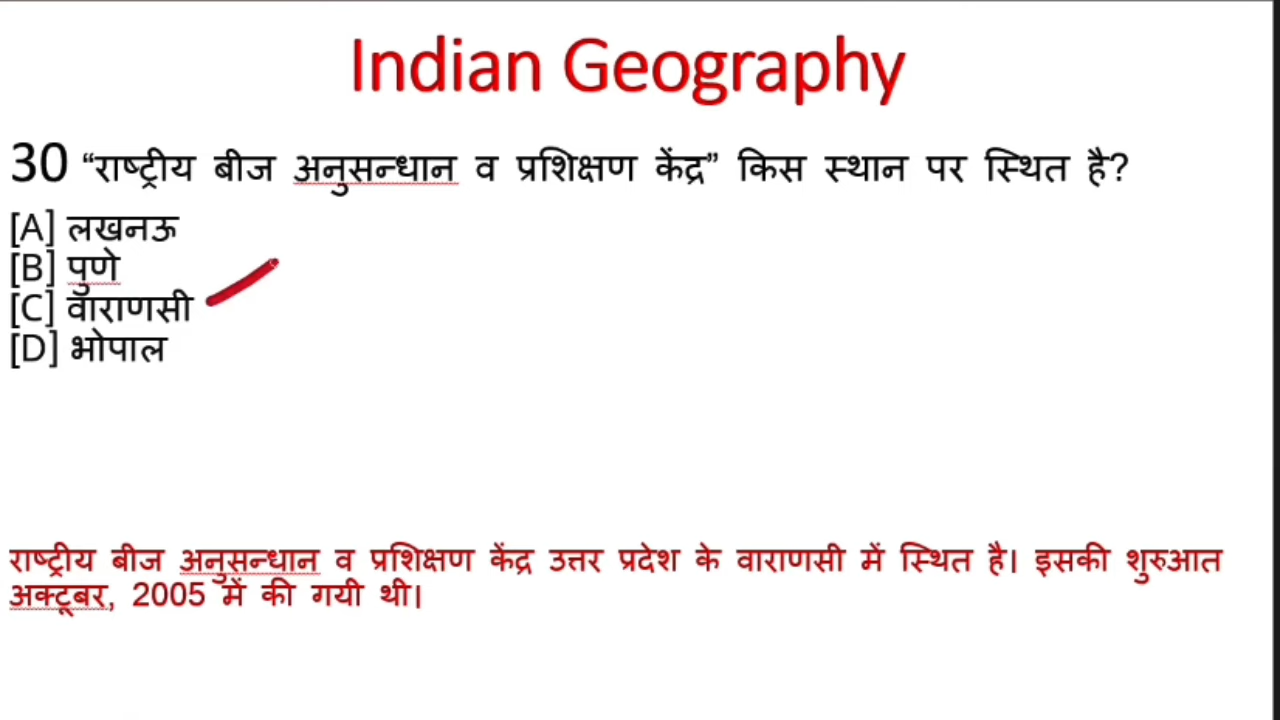 Indian Geography
30 “राष्ट्रीय बीज अनुसन्धान व प्रशिक्षण केंद्र” किस स्थान पर स्थित है?
[A] लखनऊ
[B] पुणे
[C] वाराणसी
[D] भोपाल
राष्ट्रीय बीज अनुसन्धान व प्रशिक्षण केंद्र उत्तर प्रदेश के वाराणसी में स्थित है। इसकी शुरुआत
अक्टूबर, 2005 में की गयी थी।